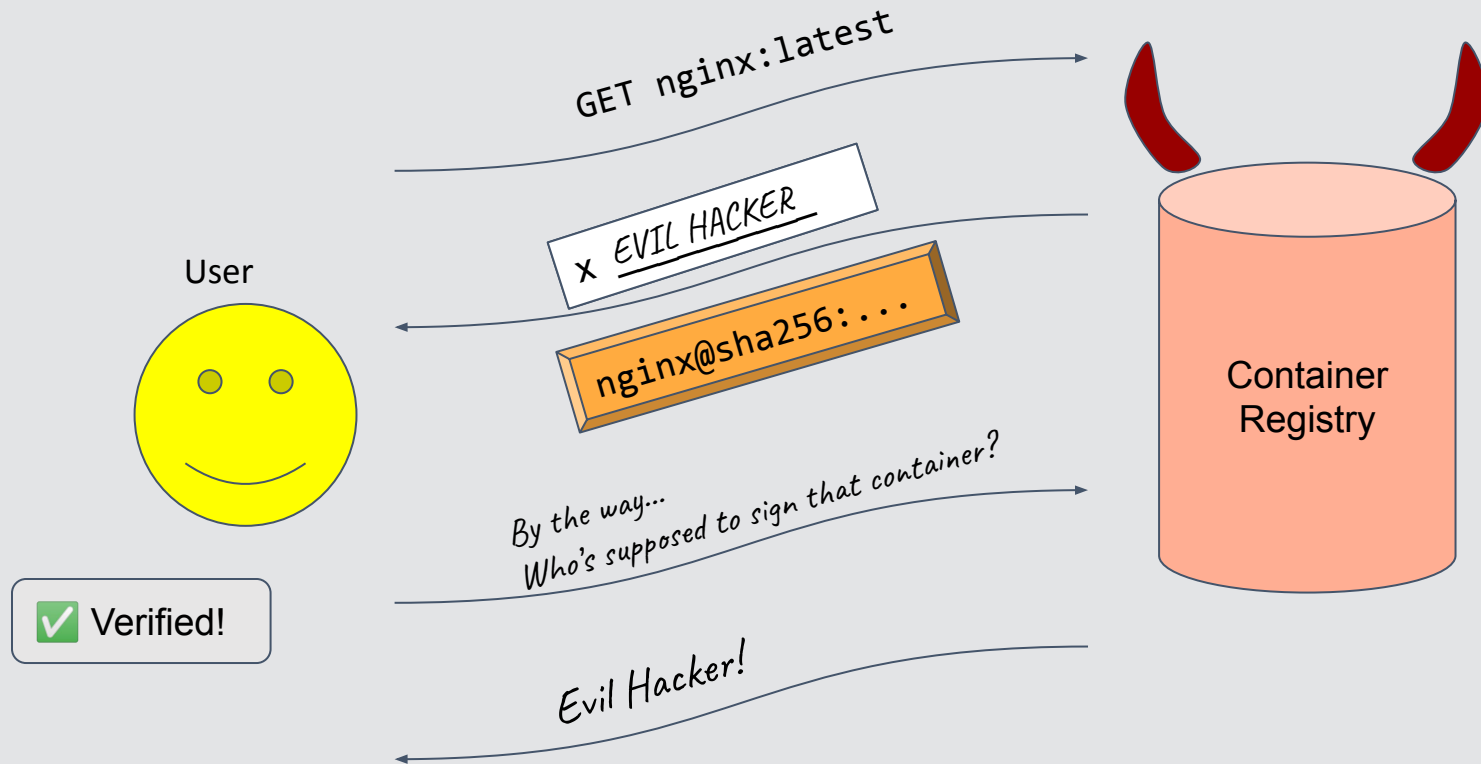 GET nginx:latest
x EVIL HACKER
User
nginx@sha256:...
Container
Registry
By the way...
Who's supposed to sign that container?
✅ Verified!
Evil Hacker!